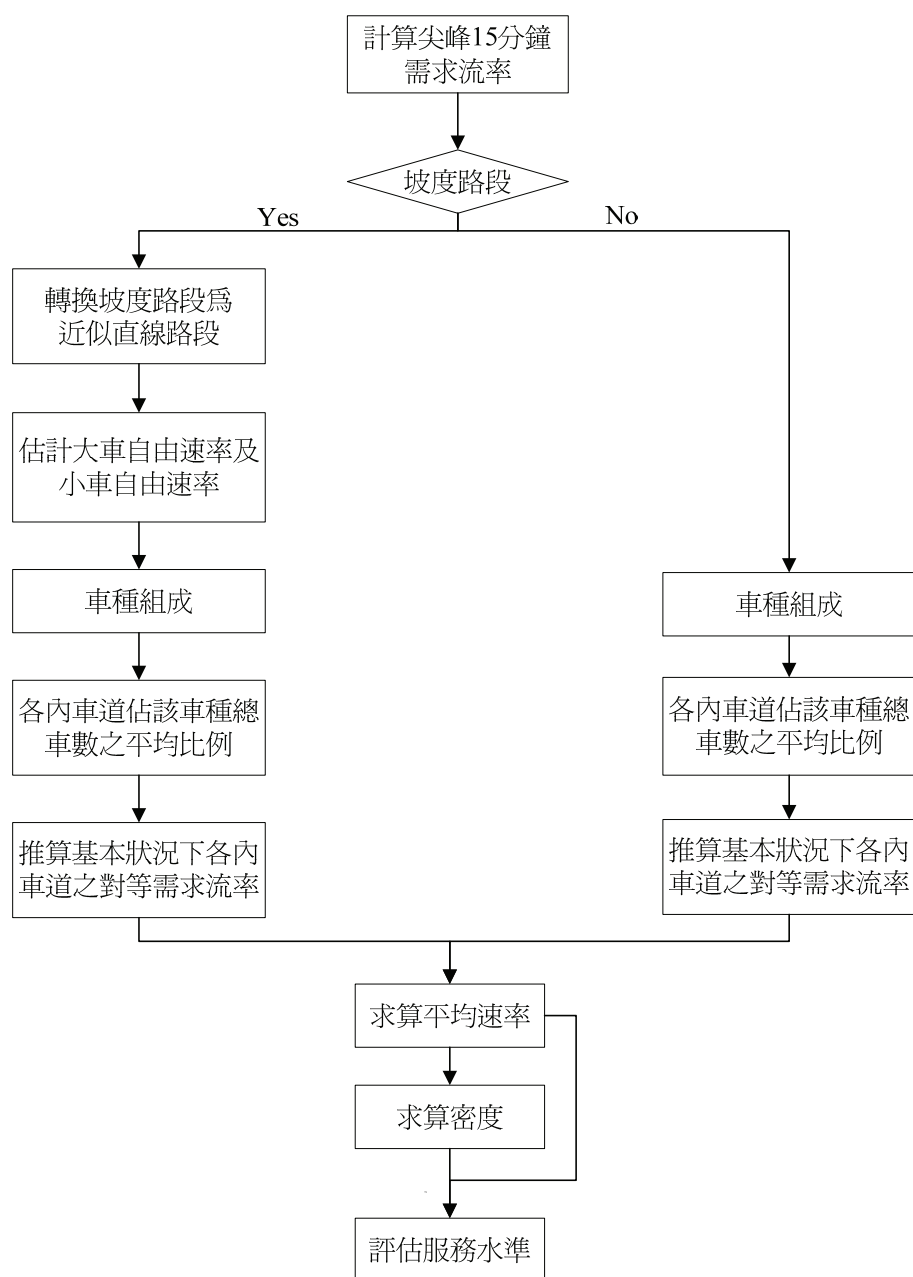 計算尖峰15分鐘
需求流率
坡度路段
Yes
No
轉換坡度路段爲
近似直線路段
估計大車自由速率及
小車自由速率
車種組成
各內車道佔該車種總
車數之平均比例
推算基本狀況下各內
車道之對等需求流率
車種組成
各內車道佔該車種總
車數之平均比例
推算基本狀況下各內
車道之對等需求流率
求算平均速率
求算密度
評估服務水準